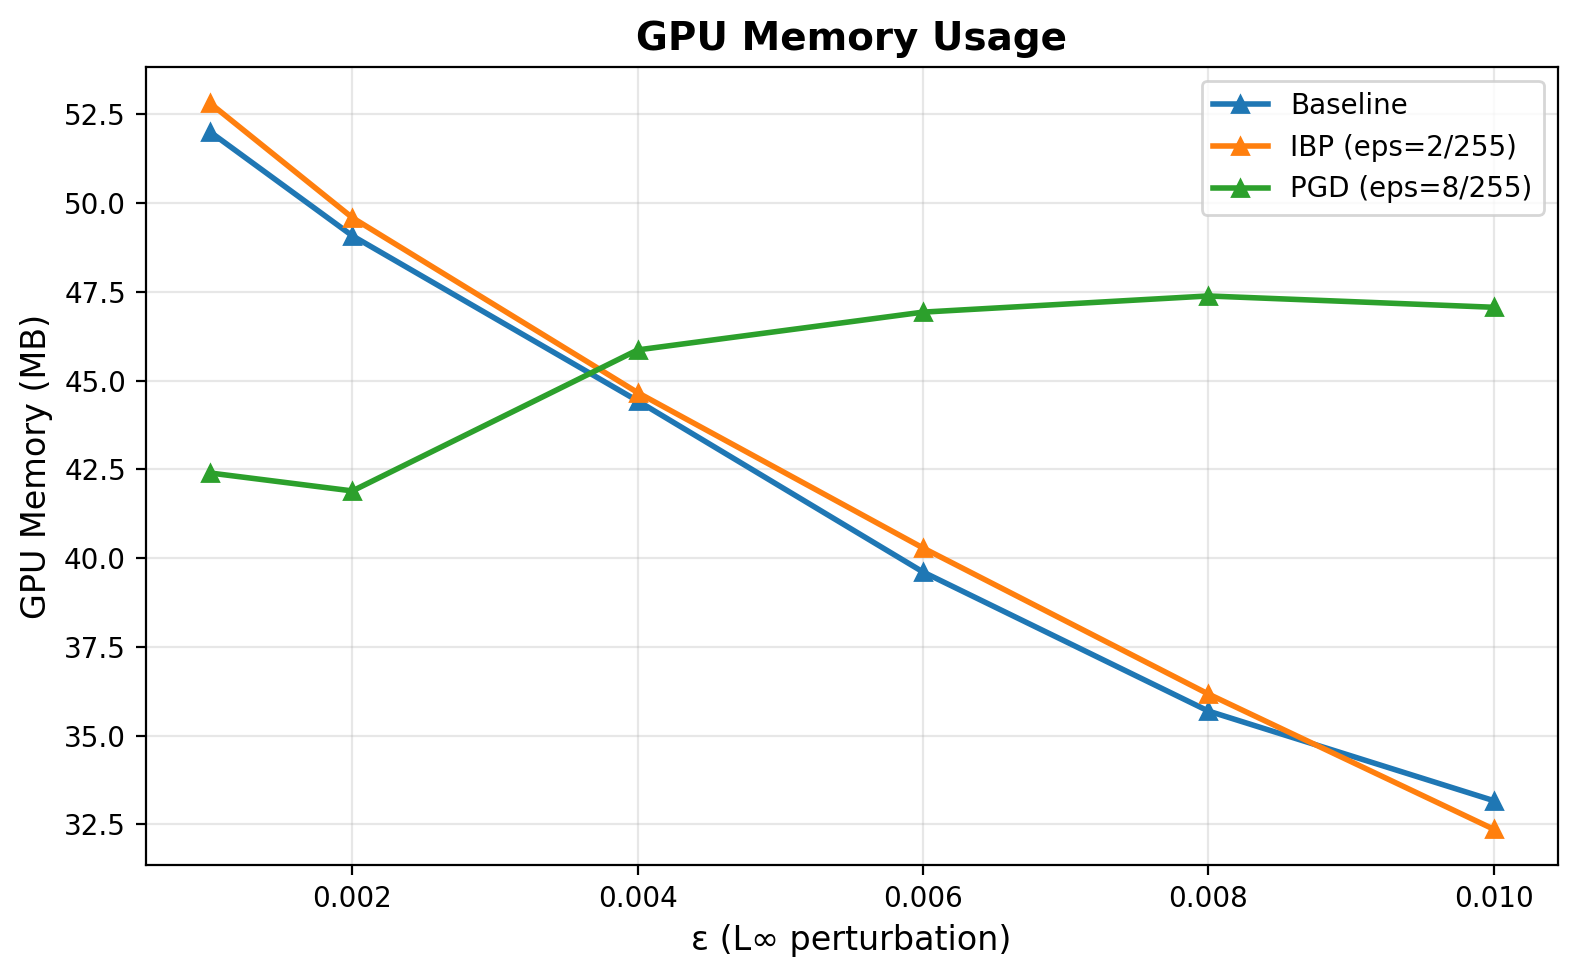 GPU Memory Usage
Baseline
IBP (eps=2/255)
PGD (eps=8/255)
GPU Memory (MB)
52.5
50.0
47.5
45.0
42.5
40.0
37.5
35.0
32.5
0.002 0.004 0.006 0.008 0.010
ε (L∞ perturbation)